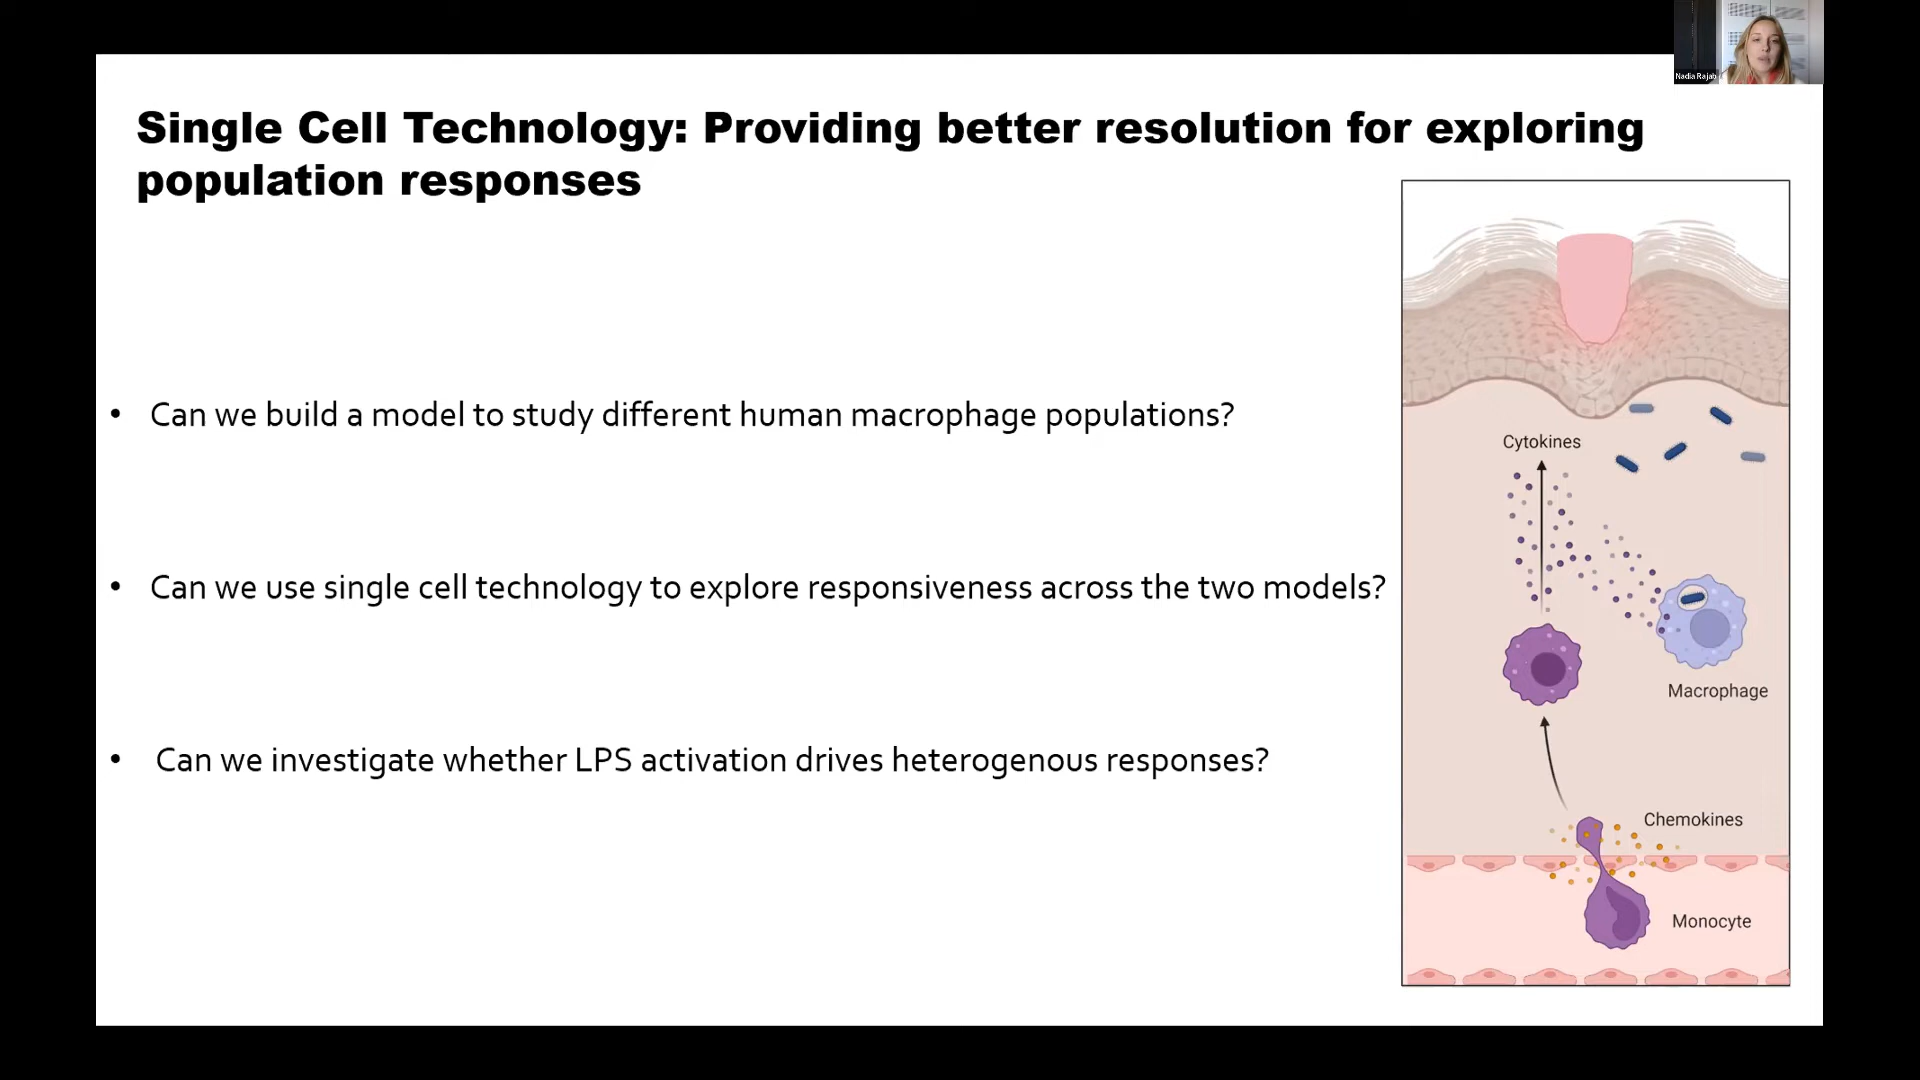 Nadia Rajab
Single Cell Technology: Providing better resolution for exploring
population responses
• Can we build a model to study different human macrophage populations?
• Can we use single cell technology to explore responsiveness across the two models?
• Can we investigate whether LPS activation drives heterogenous responses?
Cytokines
Macrophage
Chemokines
Monocyte